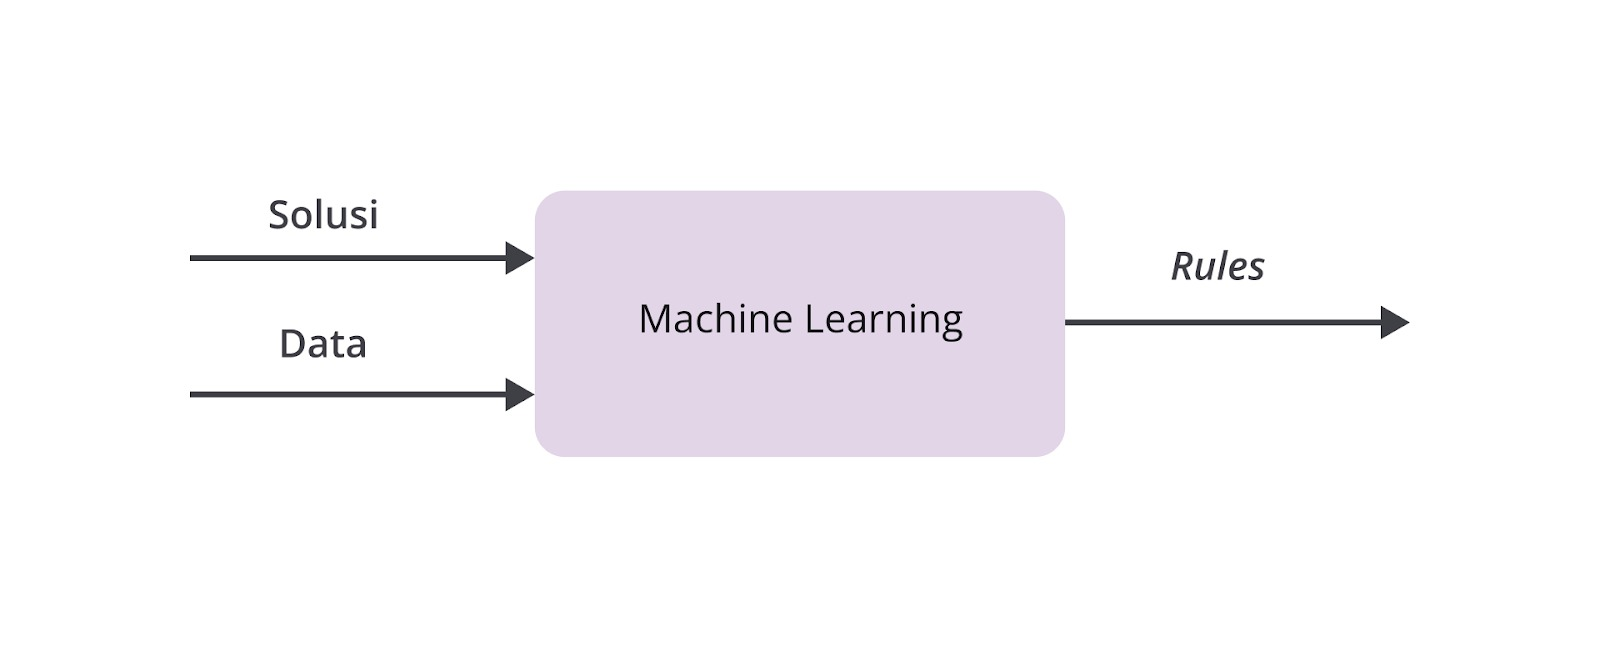 Solusi
Data
Machine Learning
Rules